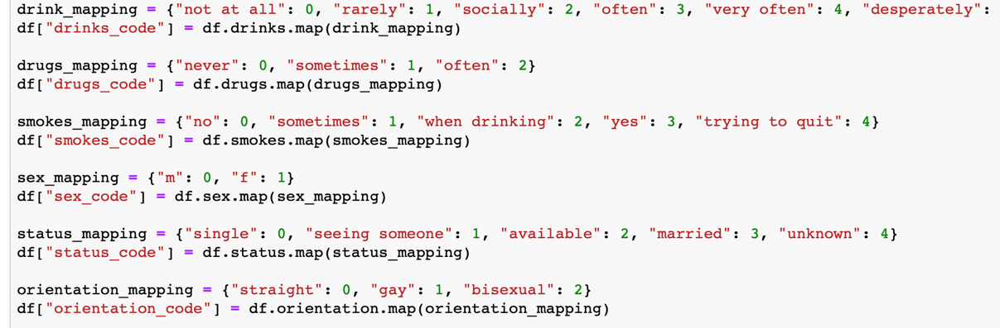 drink_mapping = {"not at all": 0, "rarely": 1, "socially": 2, "often": 3, "very often": 4, "desperately":
df["drinks_code"] = df.drinks.map(drink_mapping)
drugs_mapping = {"never": 0, "sometimes": 1, "often": 2}
df["drugs_code"] = df.drugs.map(drugs_mapping)
smokes_mapping = {"no": 0, "sometimes": 1, "when drinking": 2, "yes": 3, "trying to quit": 4}
df["smokes_code"] = df.smokes.map(smokes_mapping)
sex_mapping = {"m": 0, "f": 1}
df["sex_code"] = df.sex.map(sex_mapping)
status_mapping = {"single": 0, "seeing someone": 1, "available": 2, "married": 3, "unknown": 4}
df["status_code"] = df.status.map(status_mapping)
orientation_mapping = {"straight": 0, "gay": 1, "bisexual": 2}
df["orientation_code"] = df.orientation.map(orientation_mapping)